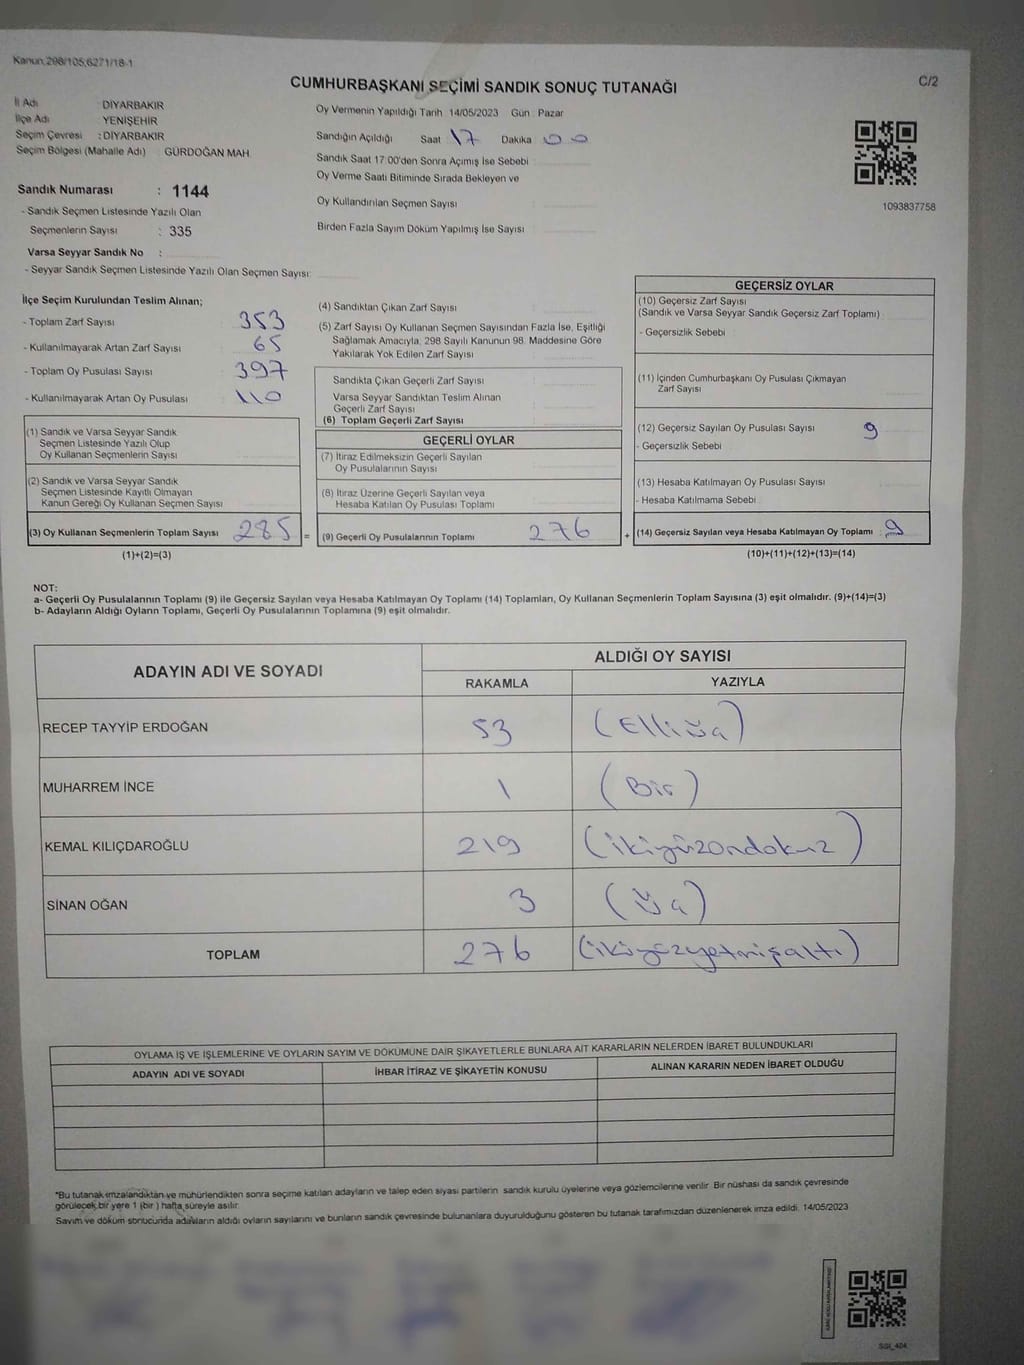 Kanun:298/105,6271/18-1
C/2
CUMHURBAŞKANI SEÇİMİ SANDIK SONUÇ TUTANAĞI
İl Adı DİYARBAKIR
İlçe Adı YENİŞEHİR
Seçim Çevresi : DİYARBAKIR
Seçim Bölgesi (Mahalle Adı) GÜRDOĞAN MAH
Sandık Numarası : 1144
- Sandık Seçmen Listesinde Yazılı Olan
Seçmenlerin Sayısı : 335
Varsa Seyyar Sandık No :
- Seyyar Sandık Seçmen Listesinde Yazılı Olan Seçmen Sayısı:
Oy Vermenin Yapıldığı Tarih 14/05/2023 Gün Pazar
Sandığın Açıldığı Saat 17 Dakika 00
Sandık Saat 17:00'den Sonra Açımış İse Sebebi
Oy Verme Saati Bitiminde Sırada Bekleyen ve
Oy Kullandırılan Seçmen Sayısı
Birden Fazla Sayım Döküm Yapılmış İse Sayısı
1093837758
İlçe Seçim Kurulundan Teslim Alınan;
- Toplam Zarf Sayısı 353
- Kullanılmayarak Artan Zarf Sayısı 65
- Toplam Oy Pusulası Sayısı 397
- Kullanılmayarak Artan Oy Pusulası 110
(1) Sandık ve Varsa Seyyar Sandık
Seçmen Listesinde Yazılı Olup
Oy Kullanan Seçmenlerin Sayısı
(2) Sandık ve Varsa Seyyar Sandık
Seçmen Listesinde Kayıtlı Olmayan
Kanun Gereği Oy Kullanan Seçmen Sayısı
(3) Oy Kullanan Seçmenlerin Toplam Sayısı 285 =
(1)+(2)=(3)
(4) Sandıktan Çıkan Zarf Sayısı
(5) Zarf Sayısı Oy Kullanan Seçmen Sayısından Fazla İse, Eşitliği
Sağlamak Amacıyla, 298 Sayılı Kanunun 98. Maddesine Göre
Yakılarak Yok Edilen Zarf Sayısı
Sandıkta Çıkan Geçerli Zarf Sayısı
Varsa Seyyar Sandıktan Teslim Alınan
Geçerli Zarf Sayısı
(6) Toplam Geçerli Zarf Sayısı
GEÇERLİ OYLAR
(7) İtiraz Edilmeksizin Geçerli Sayılan
Oy Pusulalarının Sayısı
(8) İtiraz Üzerine Geçerli Sayılan veya
Hesaba Katılan Oy Pusulası Toplamı
(9) Geçerli Oy Pusulalarının Toplamı 276 +
GEÇERSİZ OYLAR
(10) Geçersiz Zarf Sayısı
(Sandık ve Varsa Seyyar Sandık Geçersiz Zarf Toplamı)
- Geçersizlik Sebebi
(11) İçinden Cumhurbaşkanı Oy Pusulası Çıkmayan
Zarf Sayısı
(12) Geçersiz Sayılan Oy Pusulası Sayısı 9
- Geçersizlik Sebebi
(13) Hesaba Katılmayan Oy Pusulası Sayısı
- Hesaba Katılmama Sebebi
(14) Geçersiz Sayılan veya Hesaba Katılmayan Oy Toplamı : 9
(10)+(11)+(12)+(13)=(14)
NOT:
a- Geçerli Oy Pusulalarının Toplamı (9) ile Geçersiz Sayılan veya Hesaba Katılmayan Oy Toplamı (14) Toplamları, Oy Kullanan Seçmenlerin Toplam Sayısına (3) eşit olmalıdır. (9)+(14)=(3)
b- Adayların Aldığı Oyların Toplamı, Geçerli Oy Pusulalarının Toplamına (9) eşit olmalıdır.
ADAYIN ADI VE SOYADI ALDIĞI OY SAYISI
RAKAMLA YAZIYLA
RECEP TAYYİP ERDOĞAN 53 (Elliüç)
MUHARREM İNCE 1 (Bir)
KEMAL KILIÇDAROĞLU 219 (ikiyüzondokuz)
SİNAN OĞAN 3 (Üç)
TOPLAM 276 (ikiyüzyetmişaltı)
OYLAMA İŞ VE İŞLEMLERİNE VE OYLARIN SAYIM VE DÖKÜMÜNE DAİR ŞİKAYETLERLE BUNLARA AİT KARARLARIN NELERDEN İBARET BULUNDUKLARI
ADAYIN ADI VE SOYADI İHBAR İTİRAZ VE ŞİKAYETİN KONUSU ALINAN KARARIN NEDEN İBARET OLDUĞU
"Bu tutanak imzalandıktan ve mühürlendikten sonra seçime katılan adayların ve talep eden siyasi partilerin sandık kurulu üyelerine veya gözlemcilerine verilir. Bir nüshası da sandık çevresinde
görülecek bir yere 1 (bir) hafta süreyle asılır.
Sayım ve döküm sonucunda adayların aldığı oyların sayılarını ve bunların sandık çevresinde bulunanlara duyurulduğunu gösteren bu tutanak tarafımızdan düzenlenerek imza edildi. 14/05/2023
SSI_404